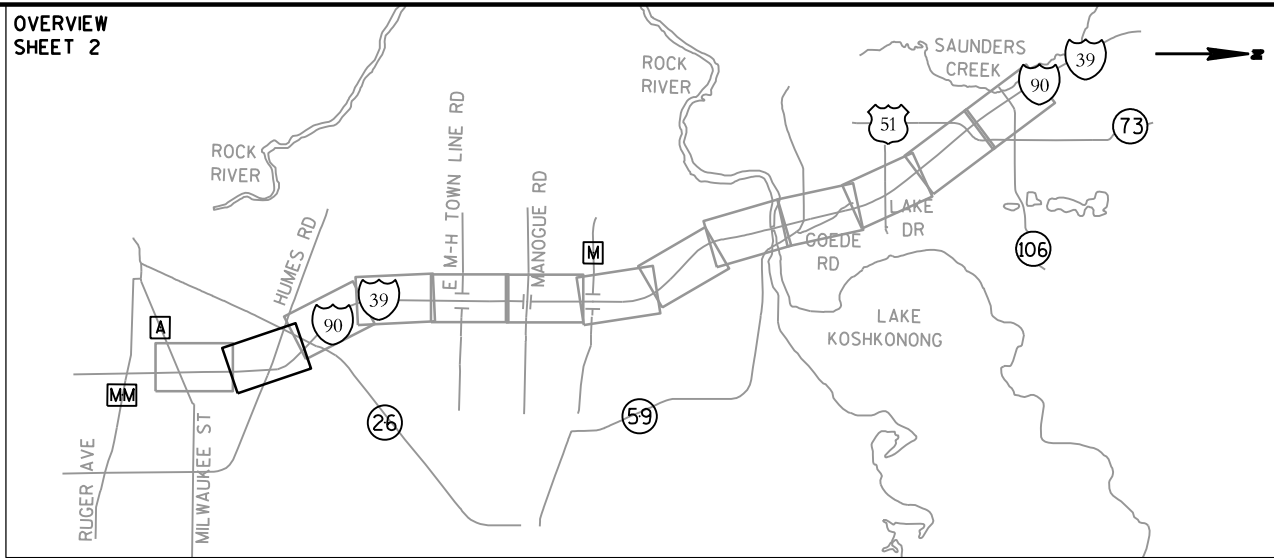 OVERVIEW
SHEET 2
ROCK
RIVER
SAUNDERS
CREEK
39
90
N
51
73
ROCK
RIVER
E M-H TOWN LINE RD
MANOGUE RD
HUMES RD
M
LAKE
DR
GOEDE
RD
106
A
39
90
LAKE
KOSHKONONG
MM
26
59
RUGER AVE
MILWAUKEE ST